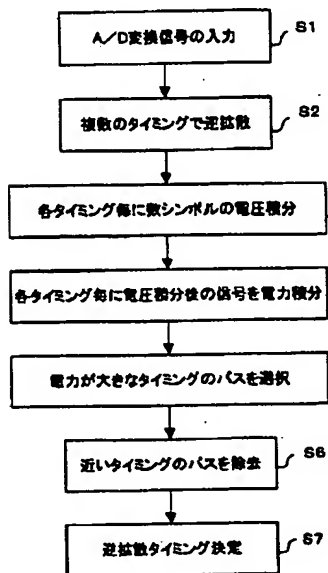 A／D変換信号の入力
S1
複数のタイミングで逆拡散
S2
各タイミング毎に数シンボルの電圧積分
各タイミング毎に電圧積分後の信号を電力積分
電力が大きなタイミングのパスを選択
近いタイミングのパスを除去
S6
逆拡散タイミング決定
S7